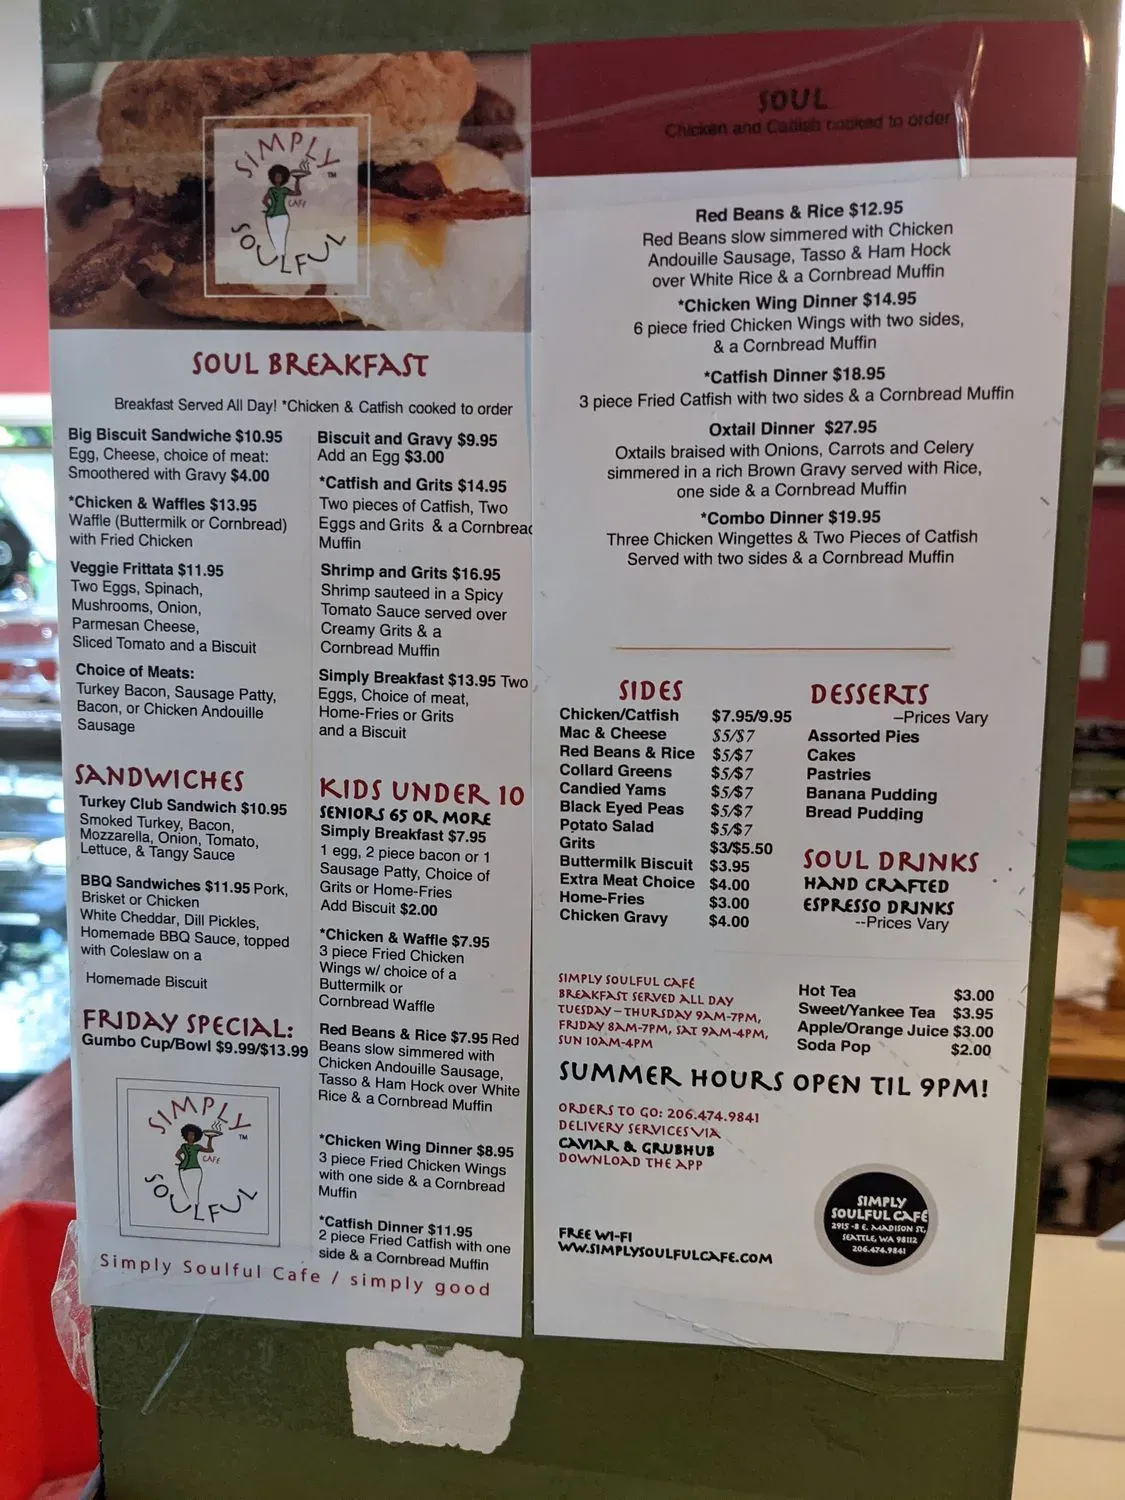 SIMPLY
CAFE
TM
SOULFUL
SOUL BREAKFAST
Breakfast Served All Day! *Chicken & Catfish cooked to order
Big Biscuit Sandwiche $10.95
Egg, Cheese, choice of meat:
Smoothered with Gravy $4.00
*Chicken & Waffles $13.95
Waffle (Buttermilk or Cornbread)
with Fried Chicken
Veggie Frittata $11.95
Two Eggs, Spinach,
Mushrooms, Onion,
Parmesan Cheese,
Sliced Tomato and a Biscuit
Choice of Meats:
Turkey Bacon, Sausage Patty,
Bacon, or Chicken Andouille
Sausage
SANDWICHES
Turkey Club Sandwich $10.95
Smoked Turkey, Bacon,
Mozzarella, Onion, Tomato,
Lettuce, & Tangy Sauce
BBQ Sandwiches $11.95 Pork,
Brisket or Chicken
White Cheddar, Dill Pickles,
Homemade BBQ Sauce, topped
with Coleslaw on a
Homemade Biscuit
FRIDAY SPECIAL:
Gumbo Cup/Bowl $9.99/$13.99
SIMPLY
TM
CAFE
SOULFUL
Biscuit and Gravy $9.95
Add an Egg $3.00
*Catfish and Grits $14.95
Two pieces of Catfish, Two
Eggs and Grits & a Cornbread
Muffin
Shrimp and Grits $16.95
Shrimp sauteed in a Spicy
Tomato Sauce served over
Creamy Grits & a
Cornbread Muffin
Simply Breakfast $13.95 Two
Eggs, Choice of meat,
Home-Fries or Grits
and a Biscuit
KIDS UNDER 10
SENIORS 65 OR MORE
Simply Breakfast $7.95
1 egg, 2 piece bacon or 1
Sausage Patty, Choice of
Grits or Home-Fries
Add Biscuit $2.00
*Chicken & Waffle $7.95
3 piece Fried Chicken
Wings w/ choice of a
Buttermilk or
Cornbread Waffle
Red Beans & Rice $7.95 Red
Beans slow simmered with
Chicken Andouille Sausage,
Tasso & Ham Hock over White
Rice & a Cornbread Muffin
*Chicken Wing Dinner $8.95
3 piece Fried Chicken Wings
with one side & a Cornbread
Muffin
*Catfish Dinner $11.95
2 piece Fried Catfish with one
side & a Cornbread Muffin
Simply Soulful Cafe / simply good
SOUL
Chicken and Catfish cooked to order
Red Beans & Rice $12.95
Red Beans slow simmered with Chicken
Andouille Sausage, Tasso & Ham Hock
over White Rice & a Cornbread Muffin
*Chicken Wing Dinner $14.95
6 piece fried Chicken Wings with two sides,
& a Cornbread Muffin
*Catfish Dinner $18.95
3 piece Fried Catfish with two sides & a Cornbread Muffin
Oxtail Dinner $27.95
Oxtails braised with Onions, Carrots and Celery
simmered in a rich Brown Gravy served with Rice,
one side & a Cornbread Muffin
*Combo Dinner $19.95
Three Chicken Wingettes & Two Pieces of Catfish
Served with two sides & a Cornbread Muffin
SIDES
Chicken/Catfish $7.95/9.95
Mac & Cheese $5/$7
Red Beans & Rice $5/$7
Collard Greens $5/$7
Candied Yams $5/$7
Black Eyed Peas $5/$7
Potato Salad $5/$7
Grits $3/$5.50
Buttermilk Biscuit $3.95
Extra Meat Choice $4.00
Home-Fries $3.00
Chicken Gravy $4.00
DESSERTS
–Prices Vary
Assorted Pies
Cakes
Pastries
Banana Pudding
Bread Pudding
SOUL DRINKS
HAND CRAFTED
ESPRESSO DRINKS
--Prices Vary
Hot Tea $3.00
Sweet/Yankee Tea $3.95
Apple/Orange Juice $3.00
Soda Pop $2.00
SIMPLY SOULFUL CAFÉ
BREAKFAST SERVED ALL DAY
TUESDAY – THURSDAY 9AM-7PM,
FRIDAY 8AM-7PM, SAT 9AM-4PM,
SUN 10AM-4PM
SUMMER HOURS OPEN TIL 9PM!
ORDERS TO GO: 206.474.9841
DELIVERY SERVICES VIA
CAVIAR & GRUBHUB
DOWNLOAD THE APP
FREE WI-FI
WW.SIMPLYSOULFULCAFE.COM
SIMPLY
SOULFUL CAFÉ
2915 -B E. MADISON ST,
SEATTLE, WA 98112
206.474.9841